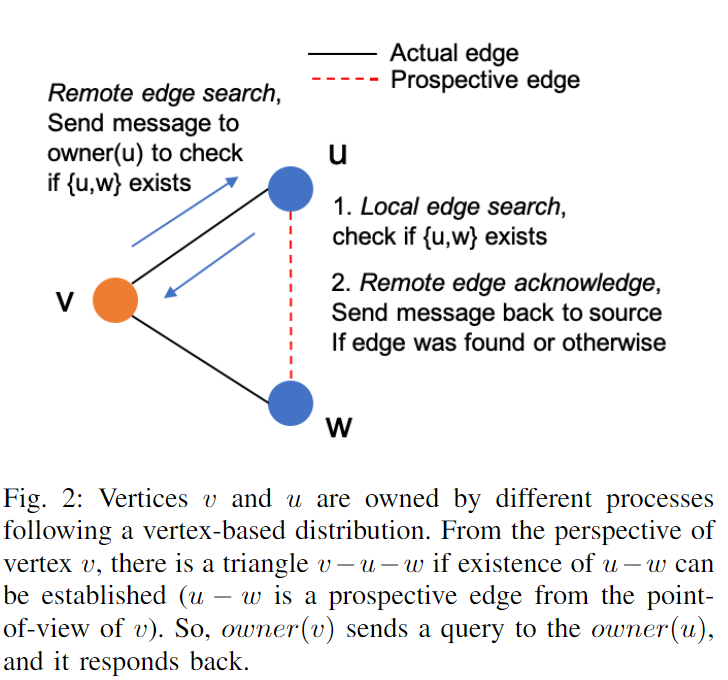 Actual edge
Prospective edge
Remote edge search,
Send message to
owner(u) to check
if {u,w} exists
u
1. Local edge search,
check if {u,w} exists
2. Remote edge acknowledge,
Send message back to source
If edge was found or otherwise
v
w
Fig. 2: Vertices v and u are owned by different processes
following a vertex-based distribution. From the perspective of
vertex v, there is a triangle v−u−w if existence of u−w can
be established (u − w is a prospective edge from the point-
of-view of v). So, owner(v) sends a query to the owner(u),
and it responds back.